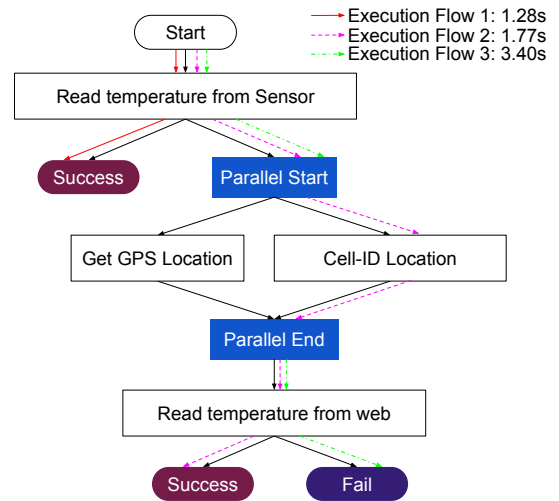 Start
Execution Flow 1: 1.28s
Execution Flow 2: 1.77s
Execution Flow 3: 3.40s
Read temperature from Sensor
Success
Parallel Start
Get GPS Location
Cell-ID Location
Parallel End
Read temperature from web
Success
Fail